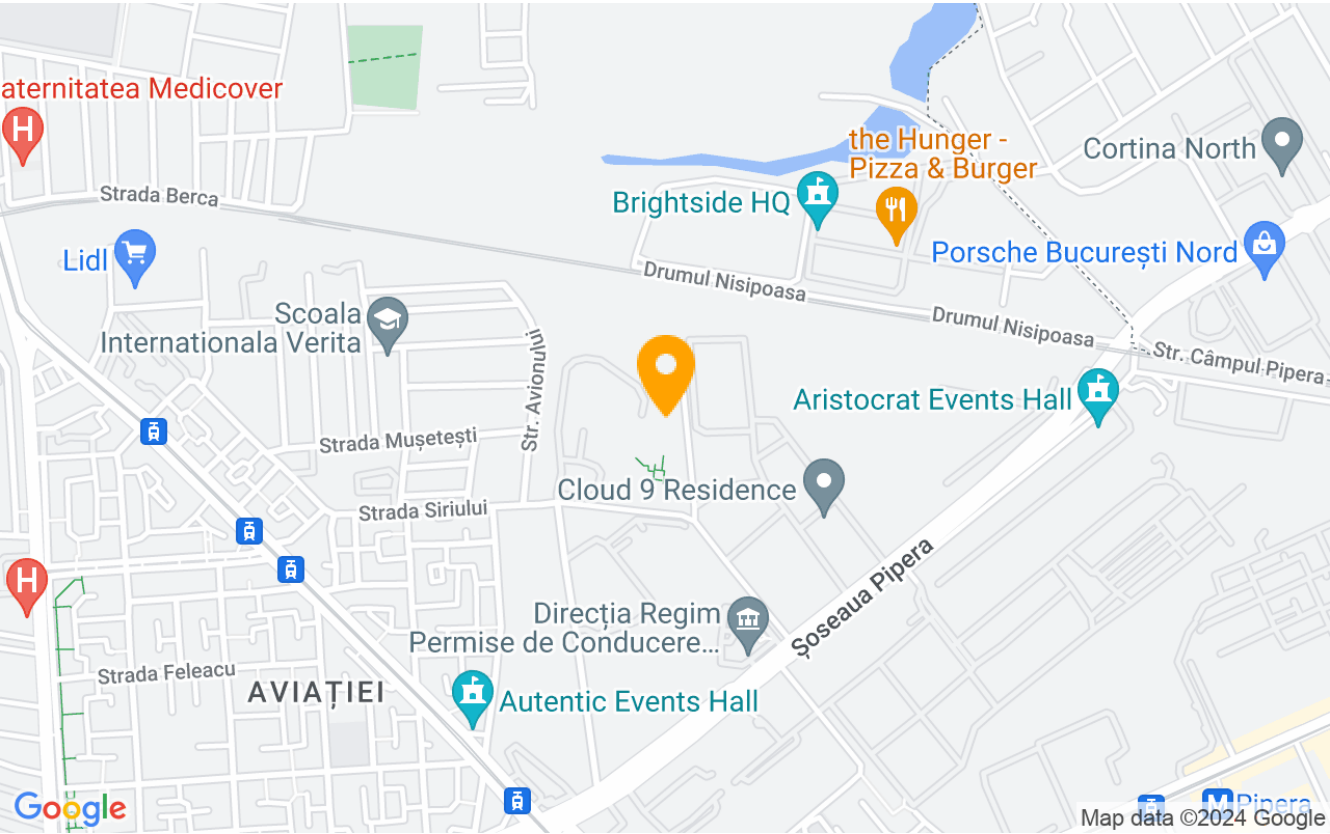 aternitatea Medicover
H
the Hunger -
Pizza & Burger
Cortina North
Strada Berca
Brightside HQ
Lidl
Porsche București Nord
Drumul Nisipoasa
Scoala
Internationala Verita
Drumul Nisipoasa
Str. Câmpul Pipera
Str. Avionului
Aristocrat Events Hall
Strada Mușetești
Cloud 9 Residence
Strada Siriului
H
Șoseaua Pipera
Direcția Regim
Permise de Conducere...
Strada Feleacu
AVIAȚIEI
Autentic Events Hall
M Pipera
Google
Map data ©2024 Google